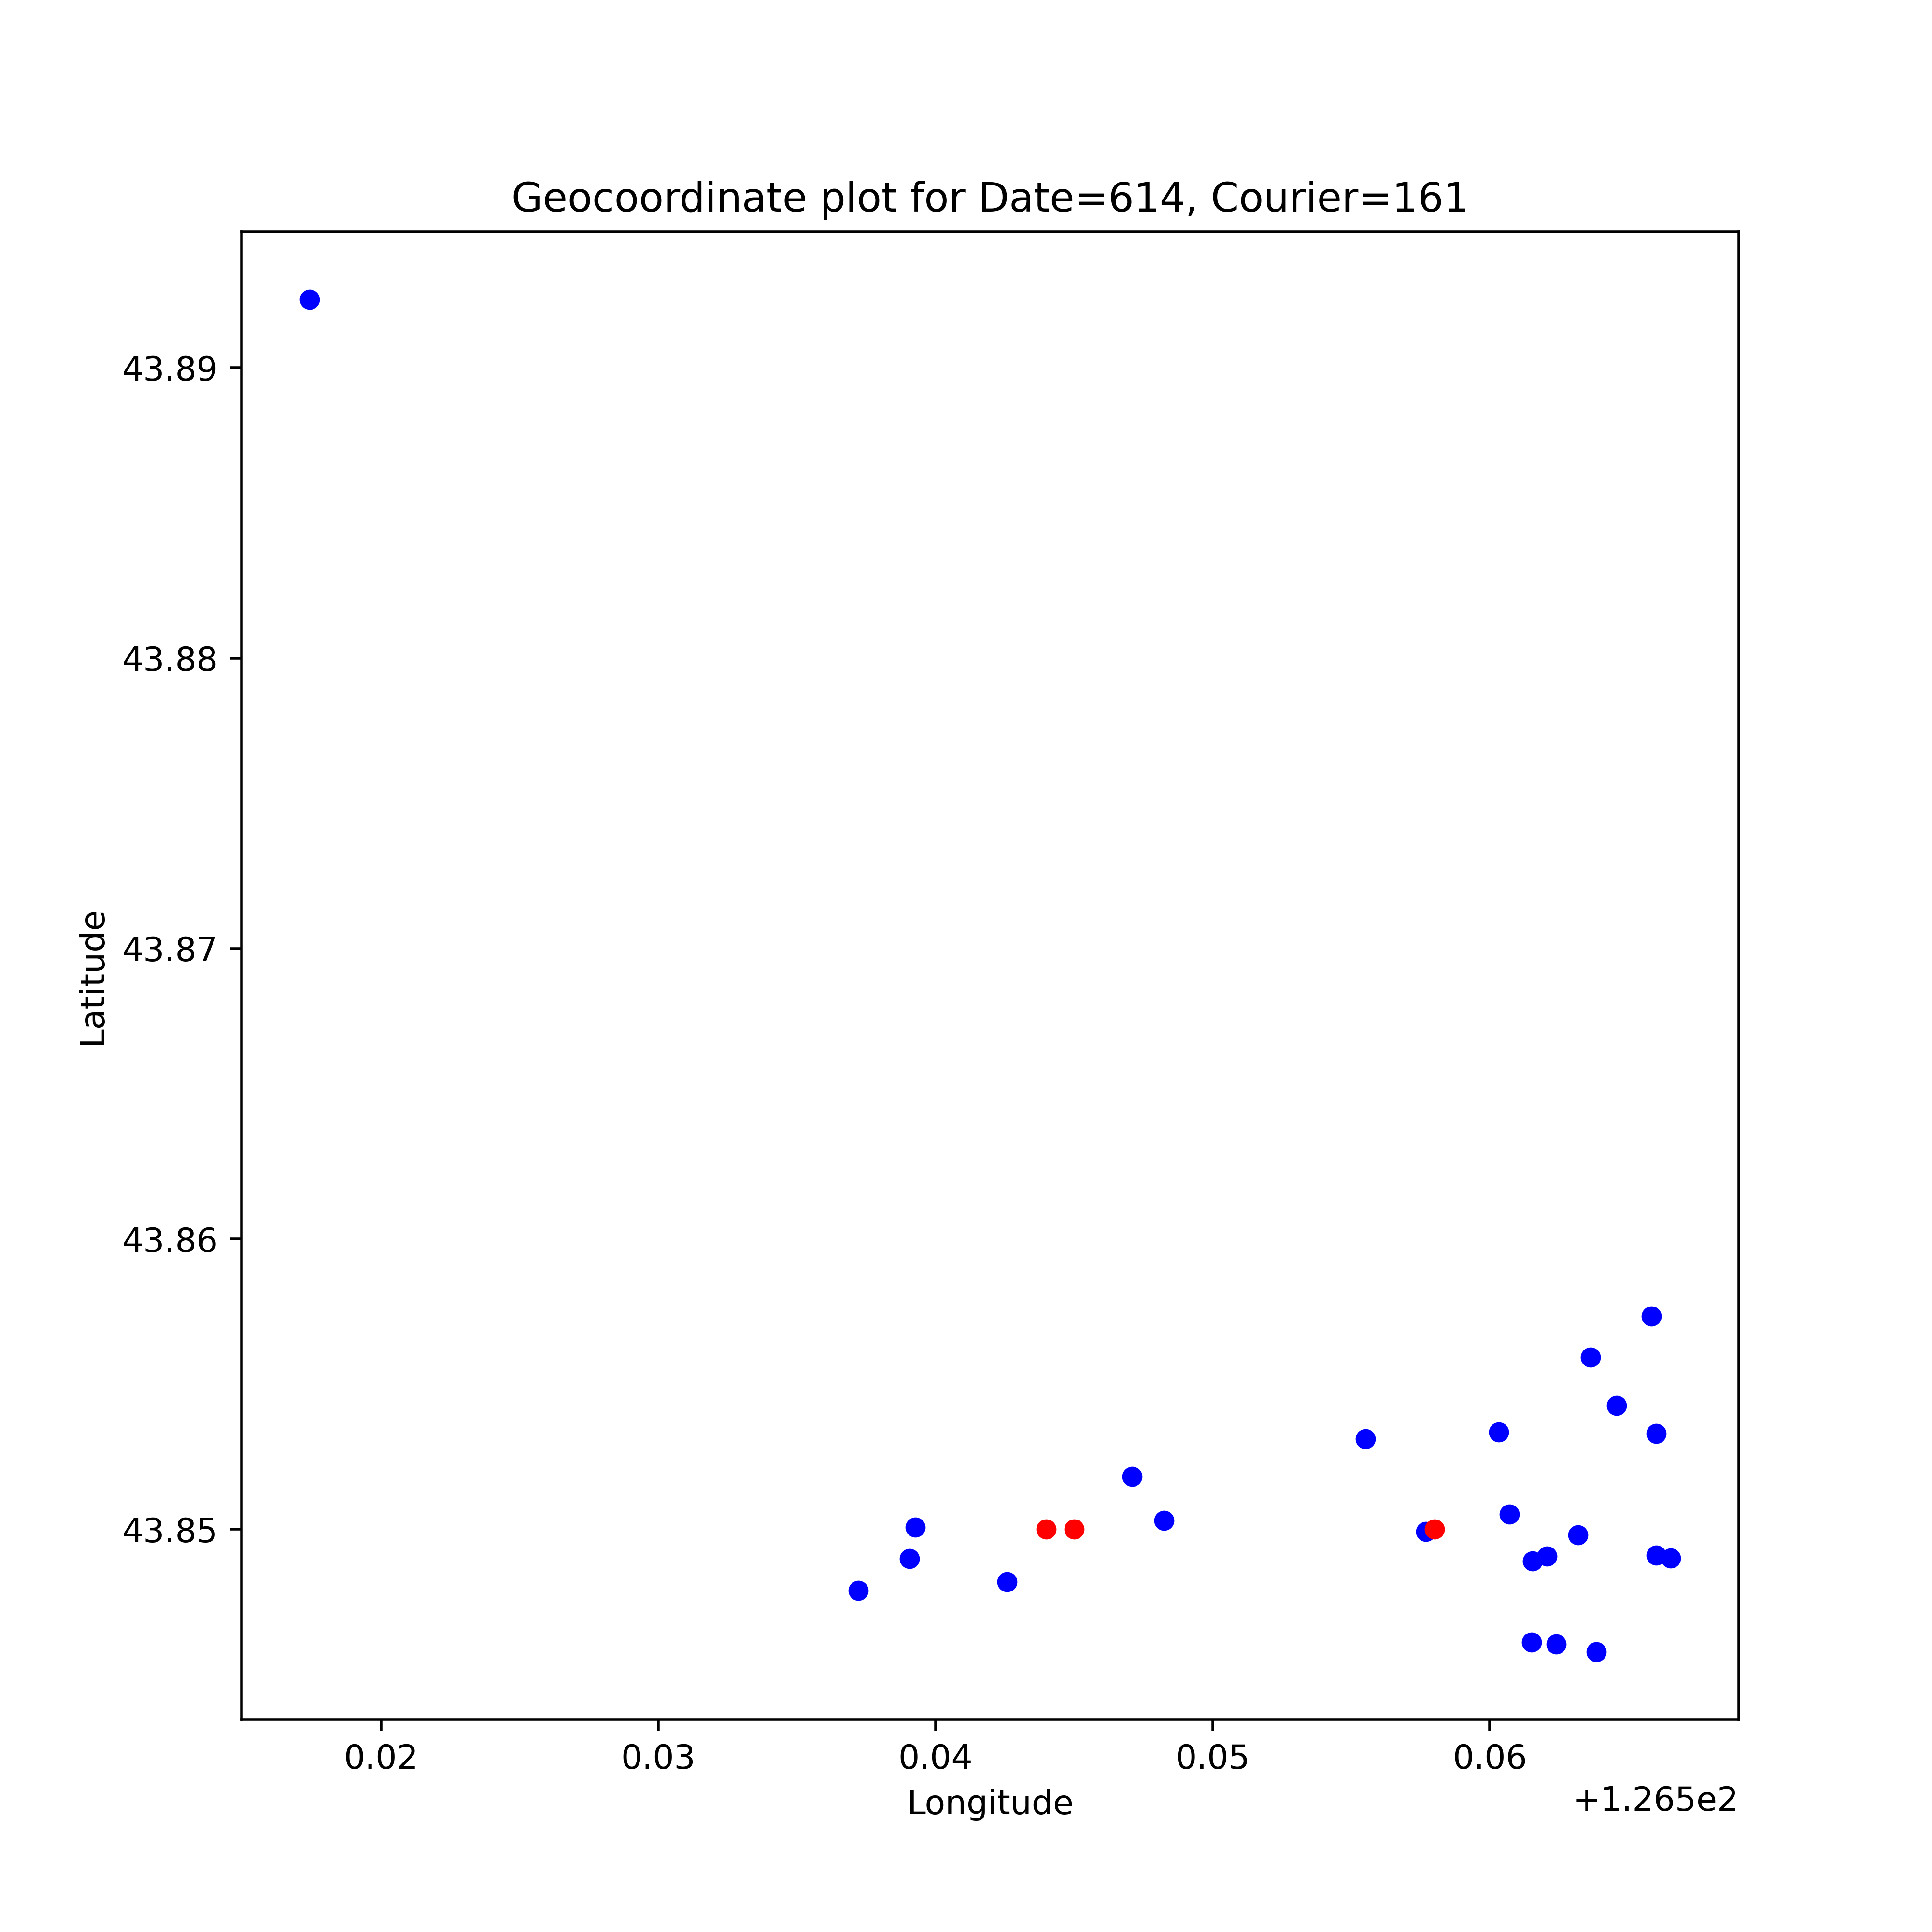 Geocoordinate plot for Date=614, Courier=161
43.89
43.88
43.87
43.86
43.85
Latitude
0.02 0.03 0.04 0.05 0.06
Longitude
+1.265e2